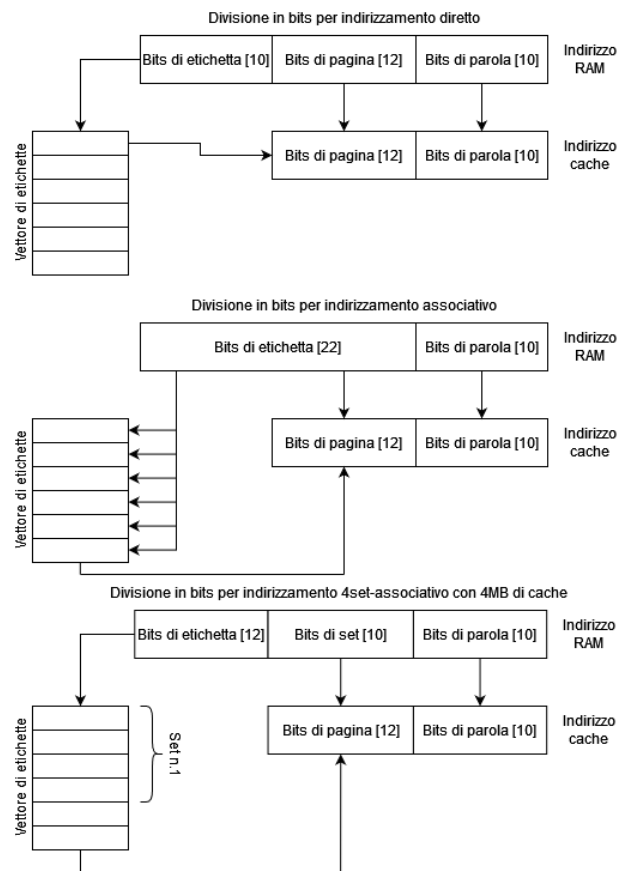 Divisione in bits per indirizzamento diretto
Bits di etichetta [10] Bits di pagina [12] Bits di parola [10] Indirizzo
RAM
Vettore di etichette
Bits di pagina [12] Bits di parola [10] Indirizzo
cache
Divisione in bits per indirizzamento associativo
Bits di etichetta [22] Bits di parola [10] Indirizzo
RAM
Vettore di etichette
Bits di pagina [12] Bits di parola [10] Indirizzo
cache
Divisione in bits per indirizzamento 4set-associativo con 4MB di cache
Bits di etichetta [12] Bits di set [10] Bits di parola [10] Indirizzo
RAM
Vettore di etichette
Set n.1
Bits di pagina [12] Bits di parola [10] Indirizzo
cache